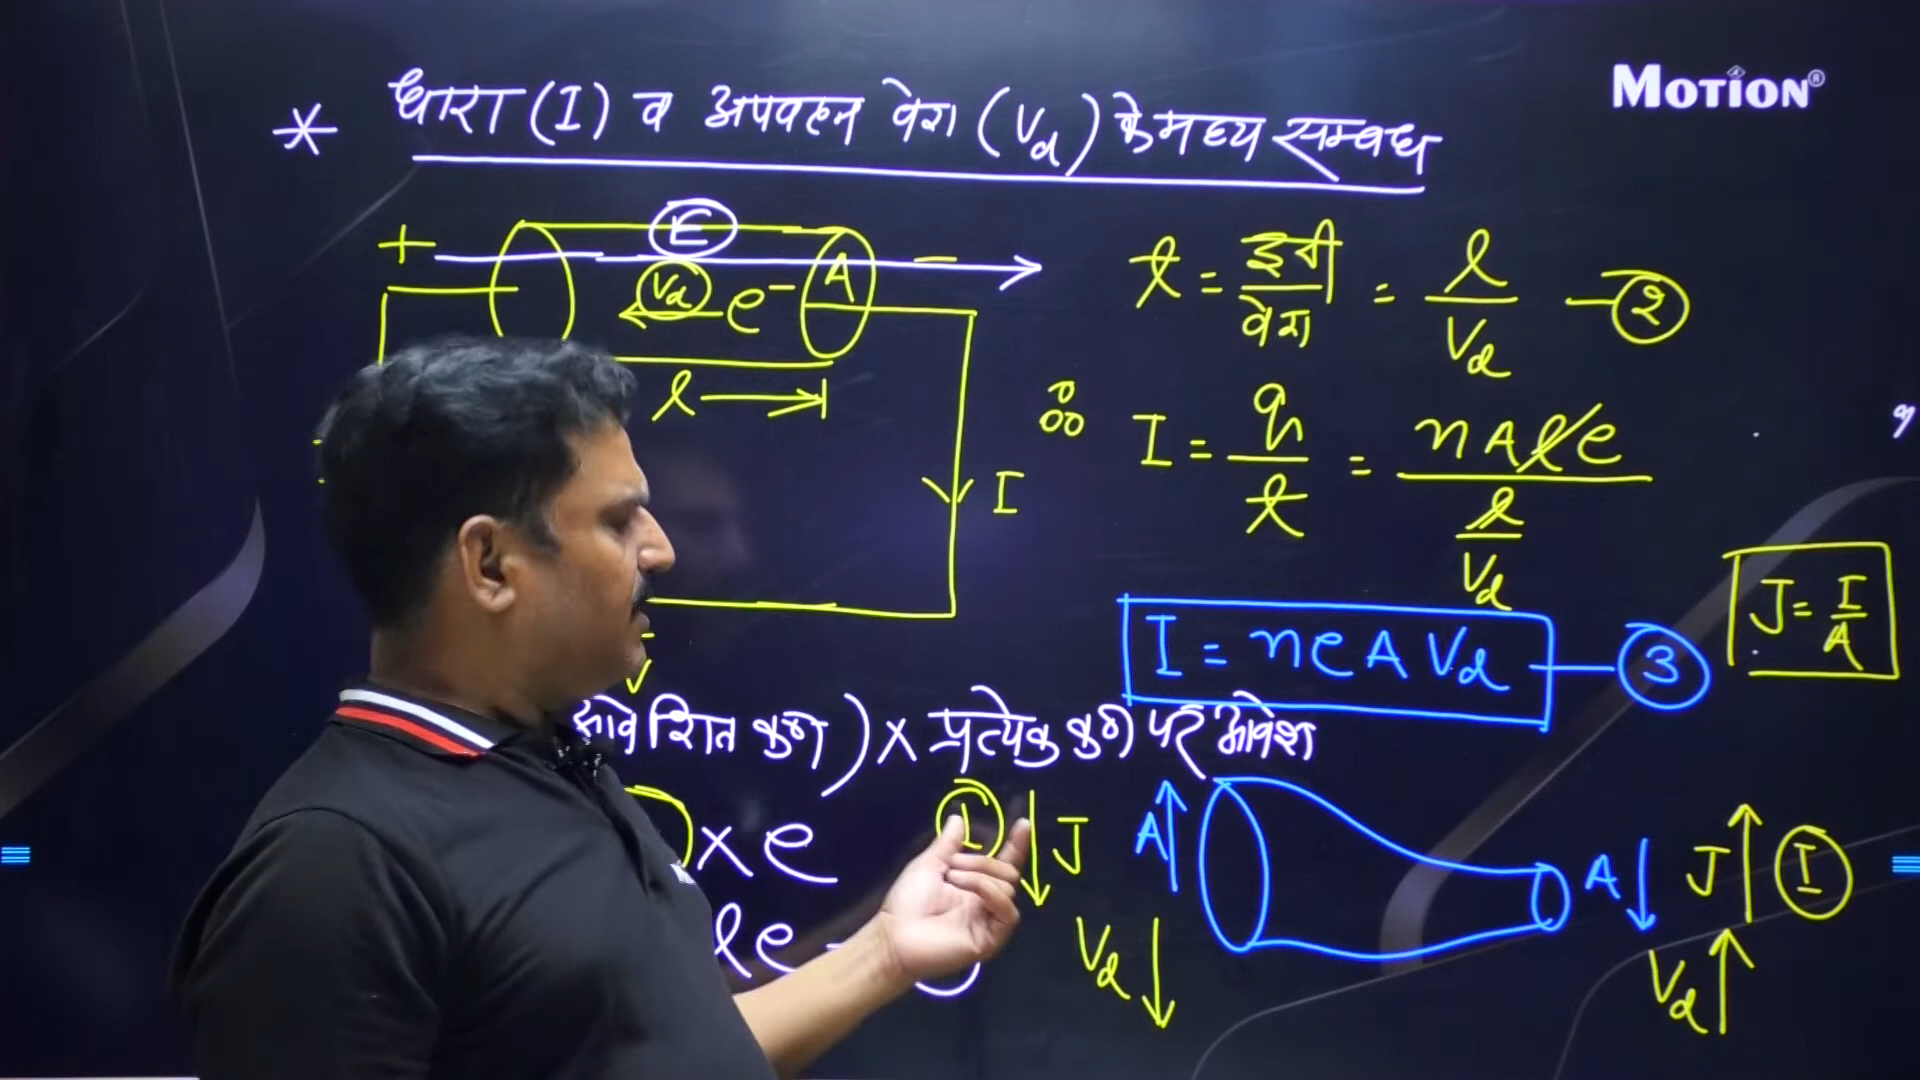 MOTION®
* धारा (I) व अपवहन वेग (Vd) के मध्य सम्बंध
+ E −
Vd e⁻ A
l
I
t = दूरी / वेग = l / Vd — २
∴ I = q / t = nAle / (l / Vd)
I = neAVd — 3
J = I / A
आवेशित कण) × प्रत्येक कण पर आवेश
× e
le
I ↓ J
Vd ↓
A ↑
A ↓
J ↑ I
Vd ↑